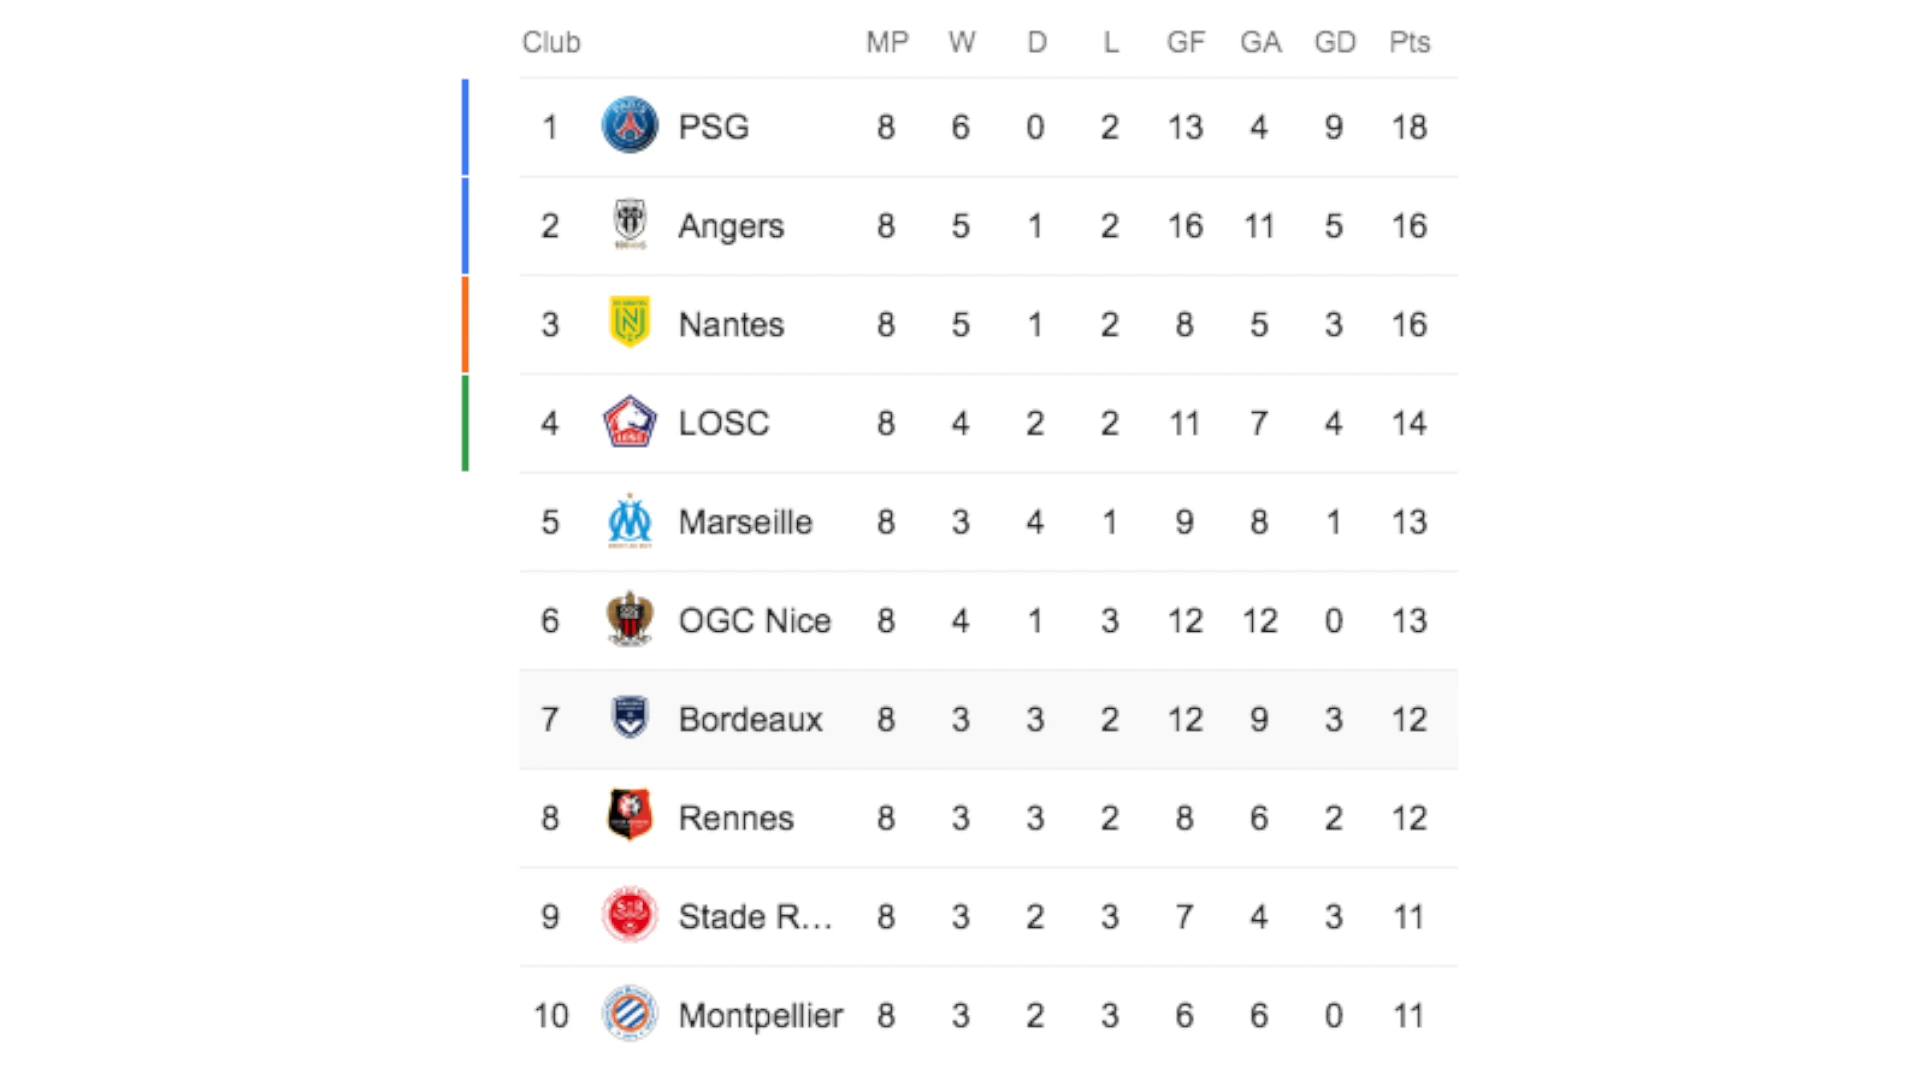 Club MP W D L GF GA GD Pts
1 PSG 8 6 0 2 13 4 9 18
2 Angers 8 5 1 2 16 11 5 16
3 Nantes 8 5 1 2 8 5 3 16
4 LOSC 8 4 2 2 11 7 4 14
5 Marseille 8 3 4 1 9 8 1 13
6 OGC Nice 8 4 1 3 12 12 0 13
7 Bordeaux 8 3 3 2 12 9 3 12
8 Rennes 8 3 3 2 8 6 2 12
9 Stade R... 8 3 2 3 7 4 3 11
10 Montpellier 8 3 2 3 6 6 0 11